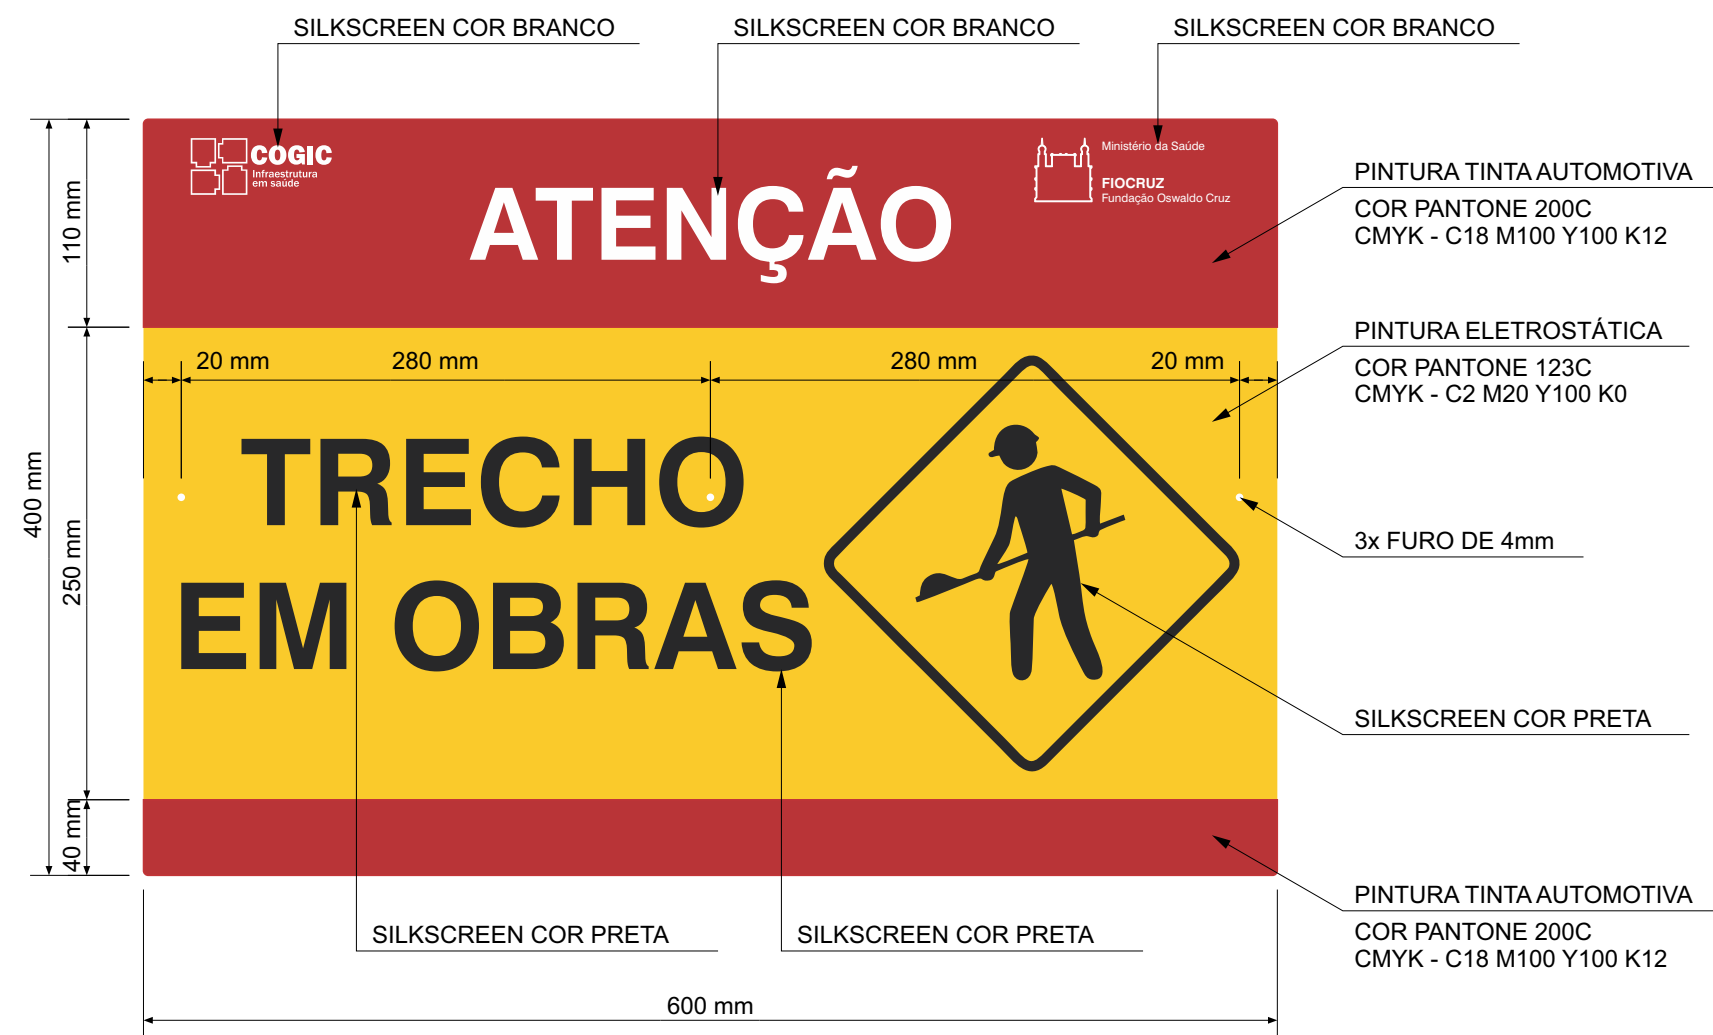 SILKSCREEN COR BRANCO
SILKSCREEN COR BRANCO
SILKSCREEN COR BRANCO
COGIC
Infraestrutura
em saúde
ATENÇÃO
Ministério da Saúde
FIOCRUZ
Fundação Oswaldo Cruz
PINTURA TINTA AUTOMOTIVA
COR PANTONE 200C
CMYK - C18 M100 Y100 K12
110 mm
PINTURA ELETROSTÁTICA
COR PANTONE 123C
CMYK - C2 M20 Y100 K0
20 mm
280 mm
280 mm
20 mm
400 mm
250 mm
TRECHO
EM OBRAS
3x FURO DE 4mm
SILKSCREEN COR PRETA
40 mm
PINTURA TINTA AUTOMOTIVA
COR PANTONE 200C
CMYK - C18 M100 Y100 K12
SILKSCREEN COR PRETA
SILKSCREEN COR PRETA
600 mm